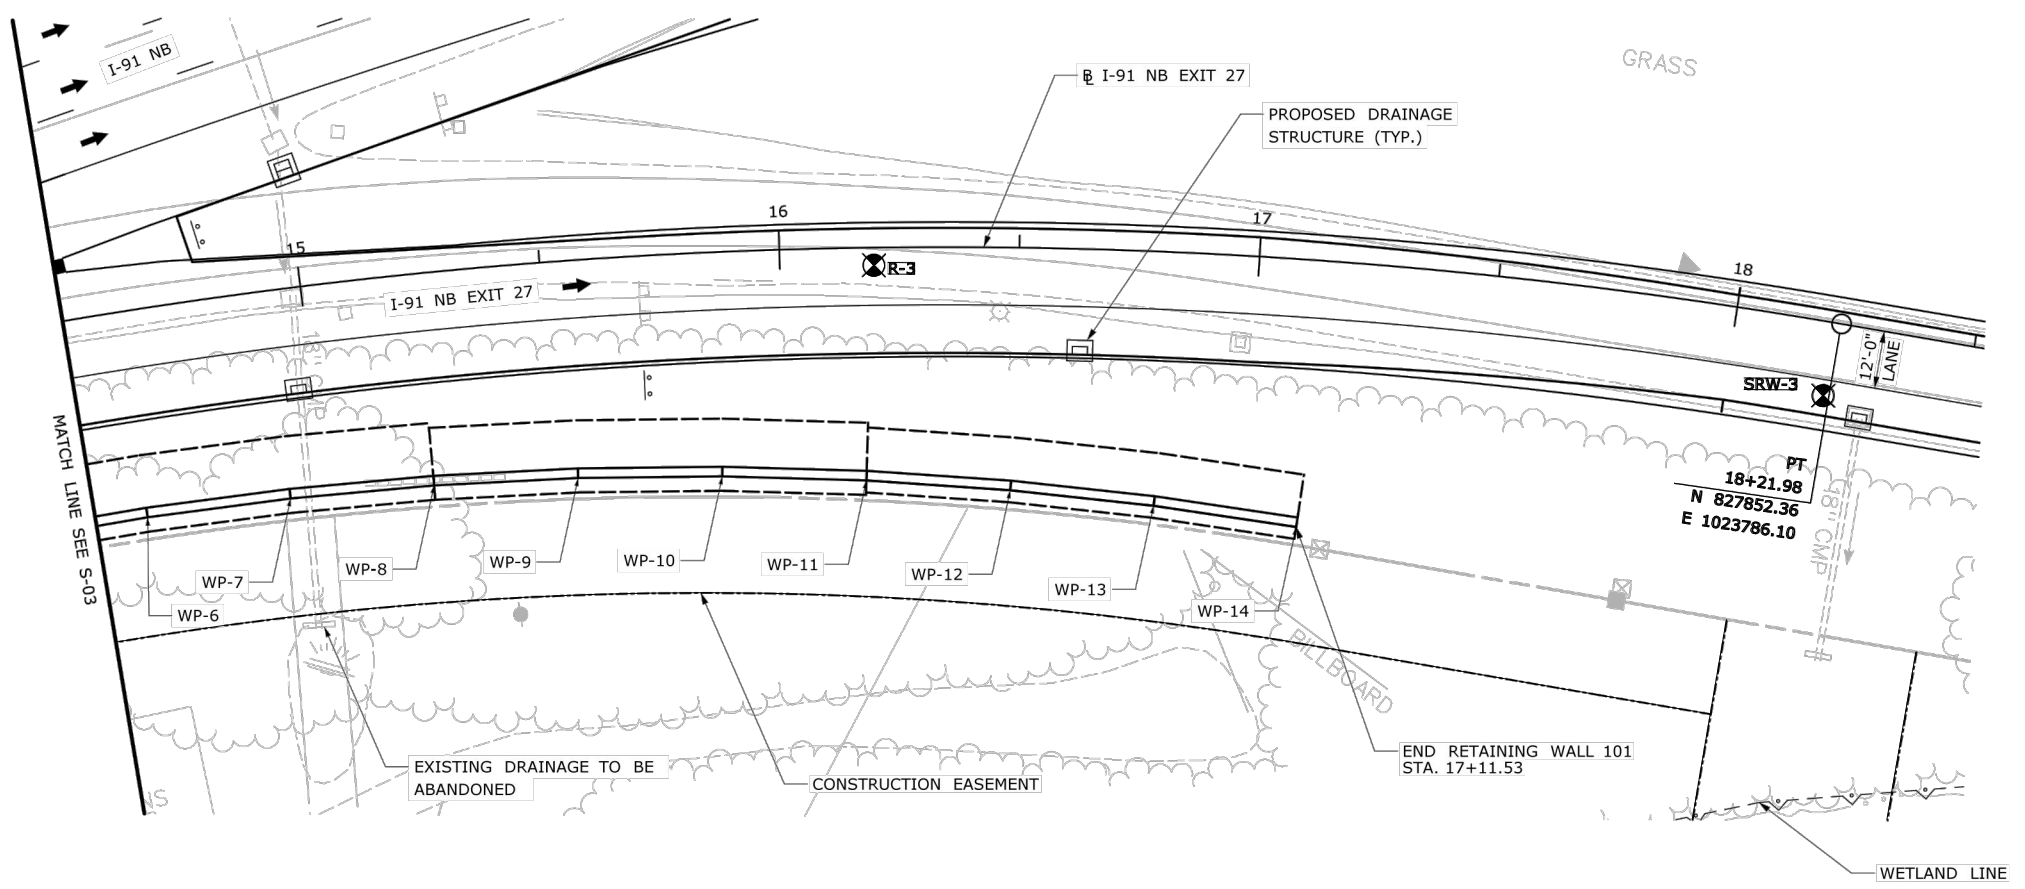 I-91 NB
GRASS
℄ I-91 NB EXIT 27
PROPOSED DRAINAGE
STRUCTURE (TYP.)
15
16
17
18
R-3
I-91 NB EXIT 27
12'-0"
LANE
SRW-3
PT
18+21.98
N 827852.36
E 1023786.10
18" CMP
MATCH LINE SEE S-03
WP-6
WP-7
WP-8
WP-9
WP-10
WP-11
WP-12
WP-13
WP-14
BILLBOARD
END RETAINING WALL 101
STA. 17+11.53
EXISTING DRAINAGE TO BE
ABANDONED
CONSTRUCTION EASEMENT
WETLAND LINE